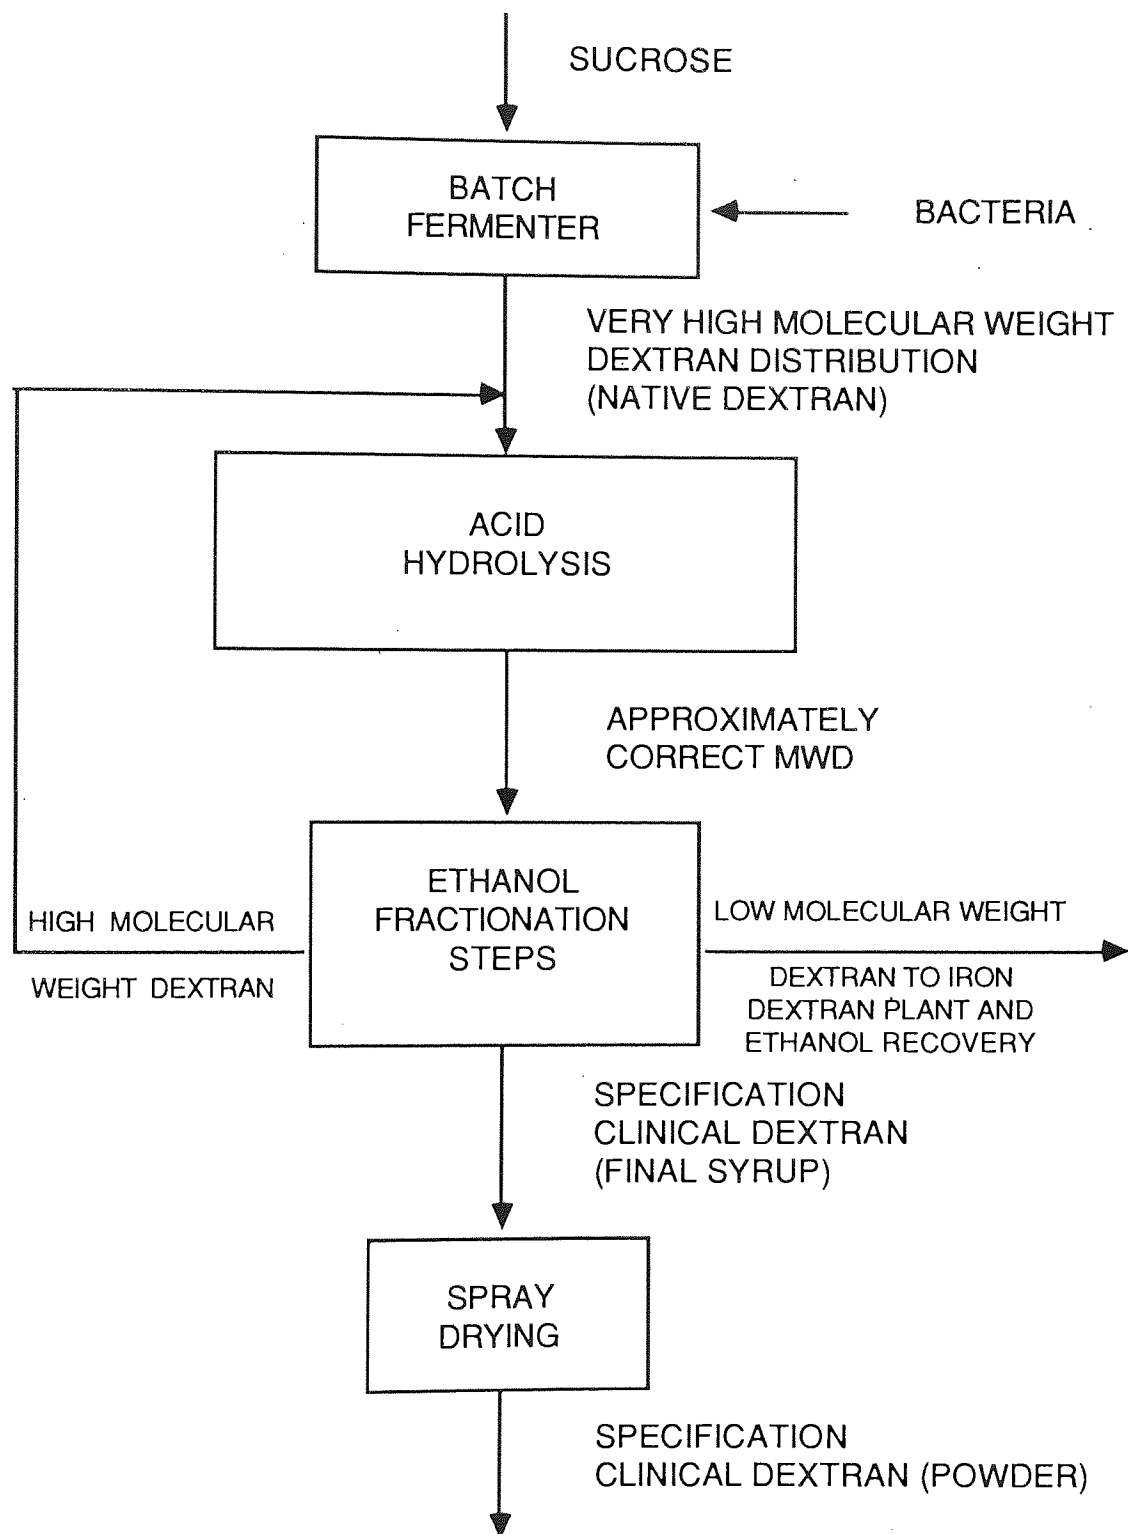 SUCROSE
BATCH
FERMENTER
BACTERIA
VERY HIGH MOLECULAR WEIGHT
DEXTRAN DISTRIBUTION
(NATIVE DEXTRAN)
ACID
HYDROLYSIS
APPROXIMATELY
CORRECT MWD
ETHANOL
FRACTIONATION
STEPS
HIGH MOLECULAR
WEIGHT DEXTRAN
LOW MOLECULAR WEIGHT
DEXTRAN TO IRON
DEXTRAN PLANT AND
ETHANOL RECOVERY
SPECIFICATION
CLINICAL DEXTRAN
(FINAL SYRUP)
SPRAY
DRYING
SPECIFICATION
CLINICAL DEXTRAN (POWDER)